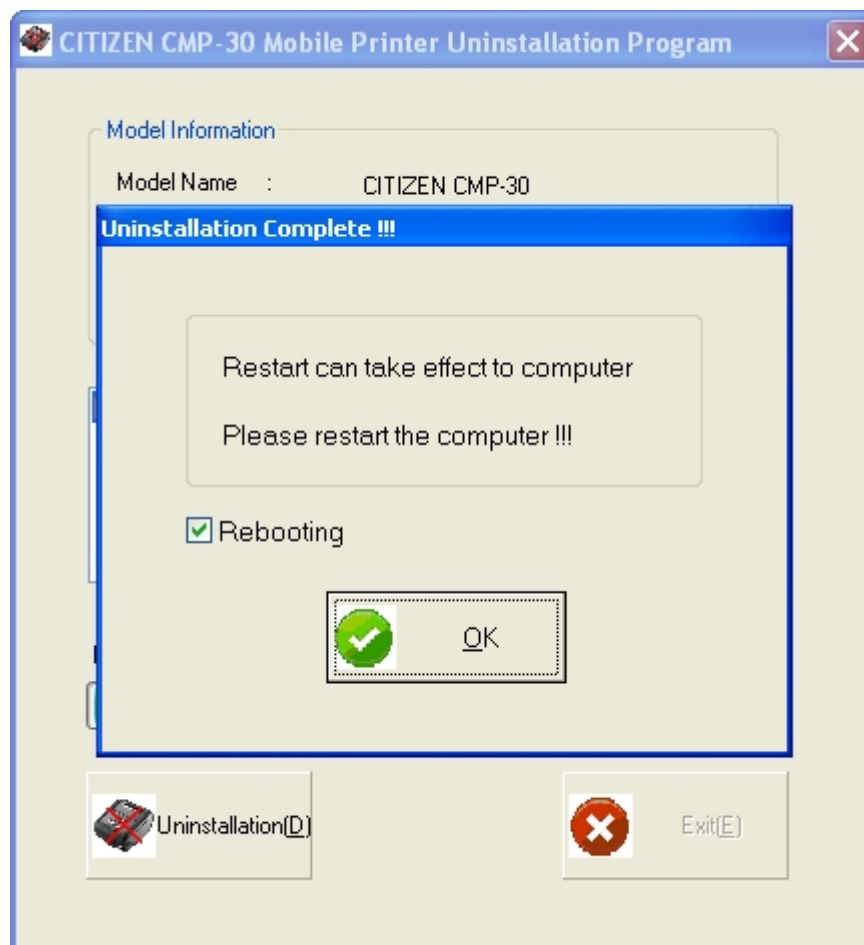 CITIZEN CMP-30 Mobile Printer Uninstallation Program
Model Information
Model Name : CITIZEN CMP-30
Uninstallation Complete !!!
Restart can take effect to computer
Please restart the computer !!!
Rebooting
OK
Uninstallation(D)
Exit(E)